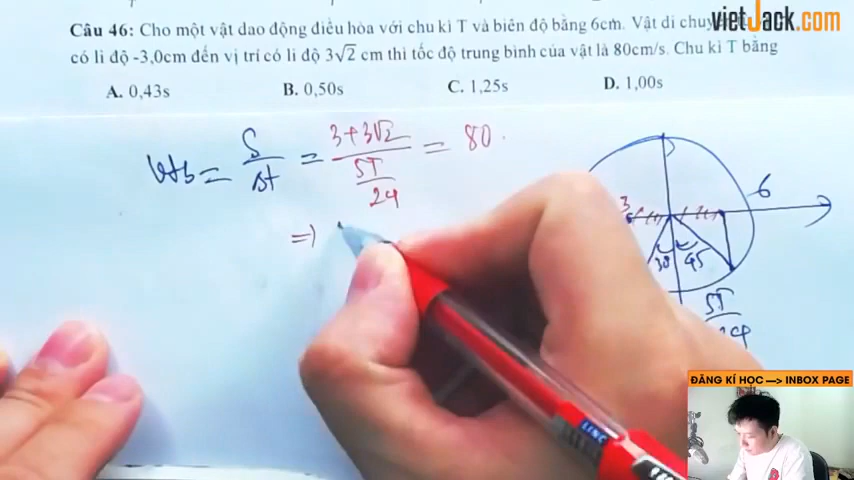 vietJack.com
Câu 46: Cho một vật dao động điều hòa với chu kì T và biên độ bằng 6cm. Vật di chuyển
có li độ -3,0cm đến vị trí có li độ 3√2 cm thì tốc độ trung bình của vật là 80cm/s. Chu kì T bằng
A. 0,43s B. 0,50s C. 1,25s D. 1,00s
Vtb = S/Δt = (3+3√2)/(5T/24) = 80.
=>
6
3
30 45
5T/24
ĐĂNG KÍ HỌC —> INBOX PAGE
LINC